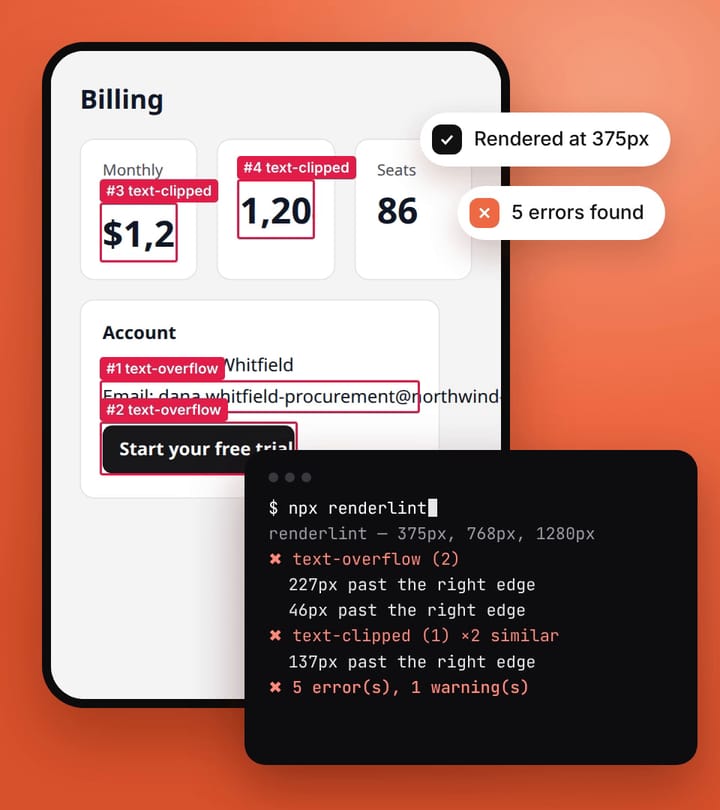 Billing
Rendered at 375px
Monthly
#3 text-clipped
$1,2
#4 text-clipped
1,20
Seats
86
5 errors found
Account
#1 text-overflow
Whitfield
Email: dana.whitfield-procurement@northwind-
#2 text-overflow
Start your free trial
$ npx renderlint
renderlint — 375px, 768px, 1280px
✖ text-overflow (2)
227px past the right edge
46px past the right edge
✖ text-clipped (1) ×2 similar
137px past the right edge
✖ 5 error(s), 1 warning(s)